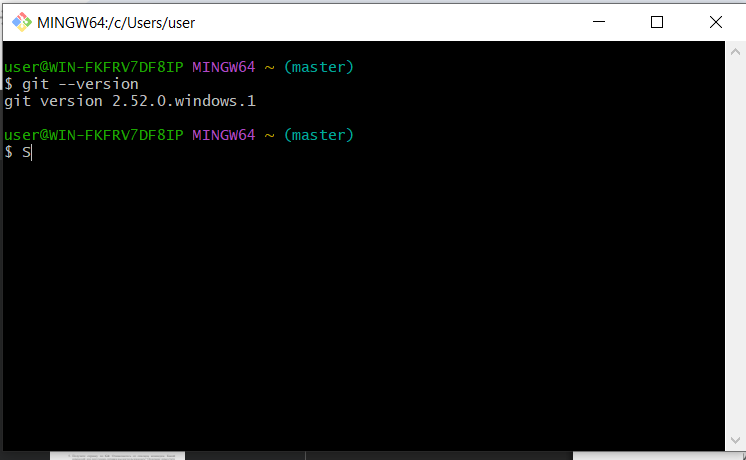 MINGW64:/c/Users/user
user@WIN-FKFRV7DF8IP MINGW64 ~ (master)
$ git --version
git version 2.52.0.windows.1
user@WIN-FKFRV7DF8IP MINGW64 ~ (master)
$ S